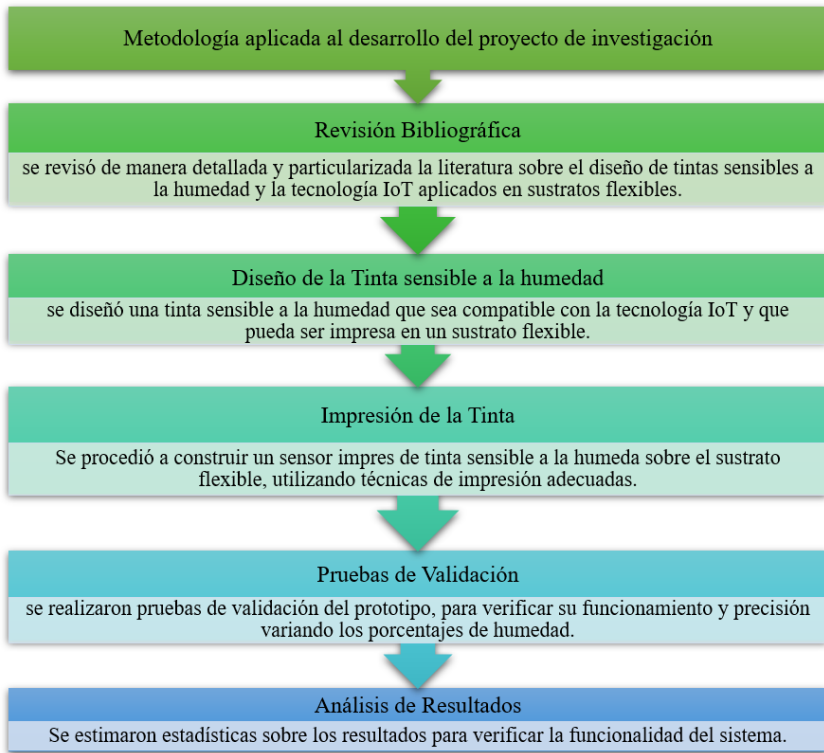 Metodología aplicada al desarrollo del proyecto de investigación
Revisión Bibliográfica
se revisó de manera detallada y particularizada la literatura sobre el diseño de tintas sensibles a
la humedad y la tecnología IoT aplicados en sustratos flexibles.
Diseño de la Tinta sensible a la humedad
se diseñó una tinta sensible a la humedad que sea compatible con la tecnología IoT y que
pueda ser impresa en un sustrato flexible.
Impresión de la Tinta
Se procedió a construir un sensor impres de tinta sensible a la humeda sobre el sustrato
flexible, utilizando técnicas de impresión adecuadas.
Pruebas de Validación
se realizaron pruebas de validación del prototipo, para verificar su funcionamiento y precisión
variando los porcentajes de humedad.
Análisis de Resultados
Se estimaron estadísticas sobre los resultados para verificar la funcionalidad del sistema.